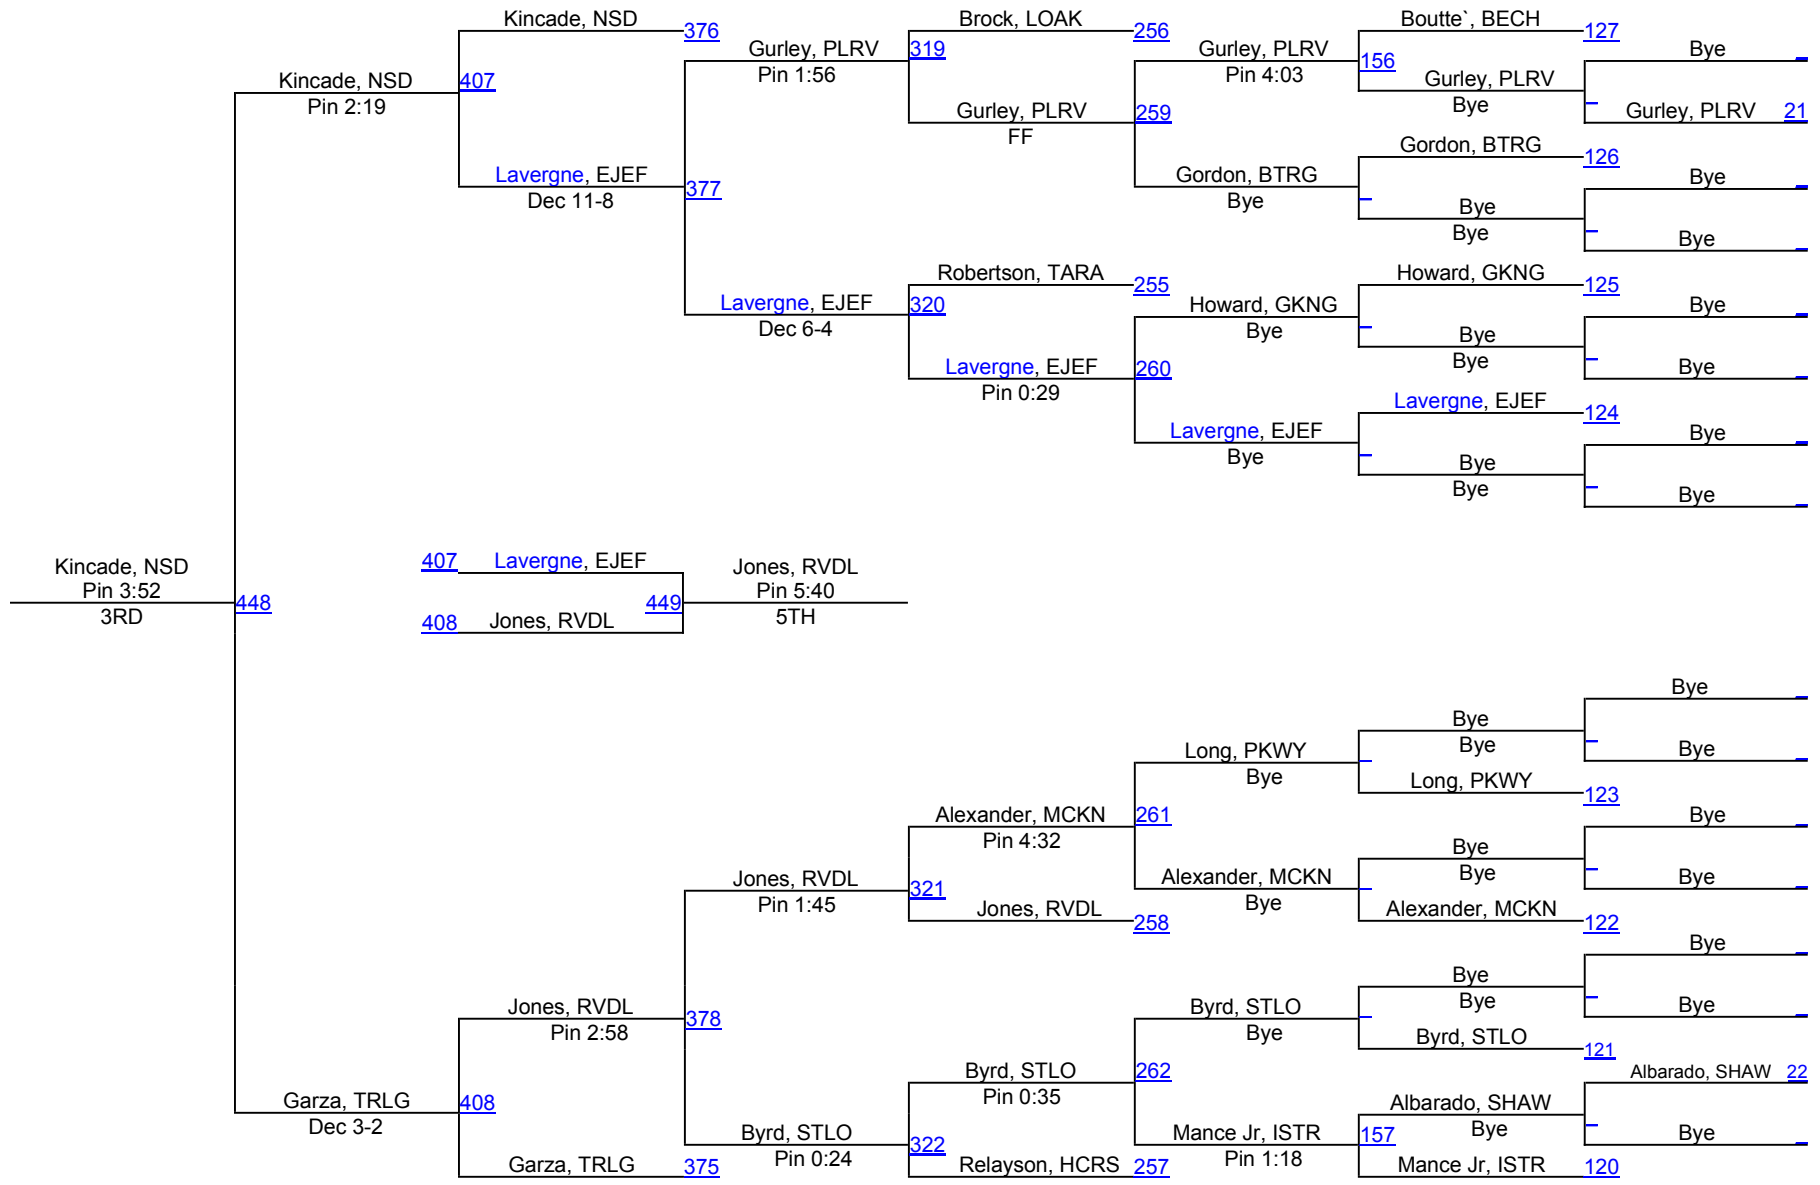 Kincade, NSD
376
Brock, LOAK
256
Boutte`, BECH
127
Bye
Gurley, PLRV
319
Gurley, PLRV
156
Pin 1:56
Pin 4:03
Kincade, NSD
407
Gurley, PLRV
Pin 2:19
Bye
Gurley, PLRV
259
Gurley, PLRV 21
FF
Gordon, BTRG
126
Lavergne, EJEF
377
Gordon, BTRG
Bye
Dec 11-8
Bye
Bye
Bye
Bye
Robertson, TARA
255
Howard, GKNG
125
Lavergne, EJEF
320
Howard, GKNG
Bye
Dec 6-4
Bye
Bye
Bye
Lavergne, EJEF
260
Bye
Pin 0:29
Lavergne, EJEF
124
Lavergne, EJEF
Bye
Bye
Bye
Bye
Bye
407
Lavergne, EJEF
Kincade, NSD
Jones, RVDL
Pin 3:52
Pin 5:40
448
449
3RD
408
Jones, RVDL
5TH
Bye
Bye
Long, PKWY
Bye
Bye
Bye
Long, PKWY
123
Alexander, MCKN
261
Bye
Pin 4:32
Bye
Jones, RVDL
321
Alexander, MCKN
Bye
Bye
Pin 1:45
Bye
Jones, RVDL
258
Alexander, MCKN
122
Bye
Bye
Jones, RVDL
378
Byrd, STLO
Bye
Bye
Pin 2:58
Bye
Byrd, STLO
121
Byrd, STLO
262
Albarado, SHAW 22
Pin 0:35
Garza, TRLG
408
Albarado, SHAW
Dec 3-2
Bye
Byrd, STLO
322
Mance Jr, ISTR
157
Bye
Pin 0:24
Pin 1:18
Garza, TRLG
375
Relayson, HCRS
257
Mance Jr, ISTR
120